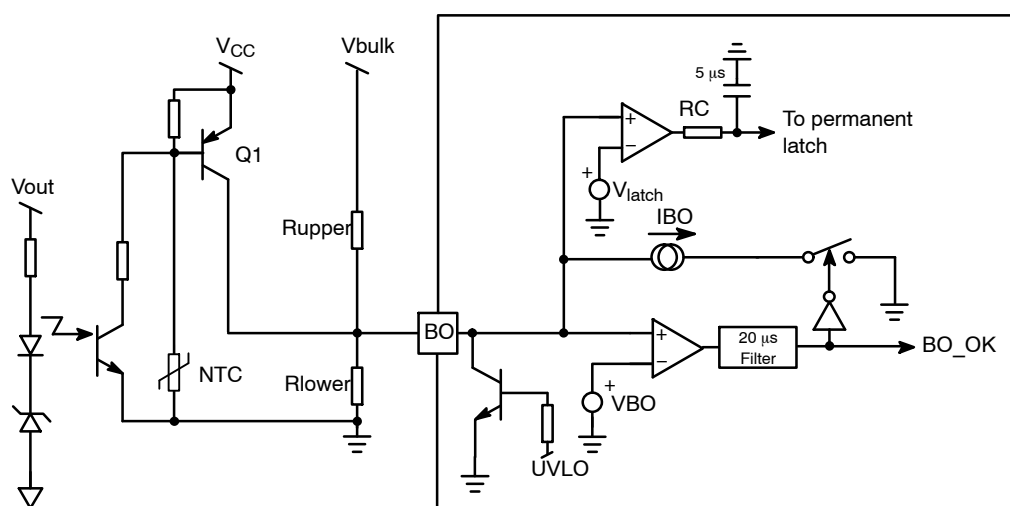 VCC
Vbulk
5 μs
RC
To permanent
latch
Q1
Vout
Vlatch
IBO
Rupper
BO
20 μs
Filter
BO_OK
NTC
Rlower
VBO
UVLO
+
−
+
+
−
+